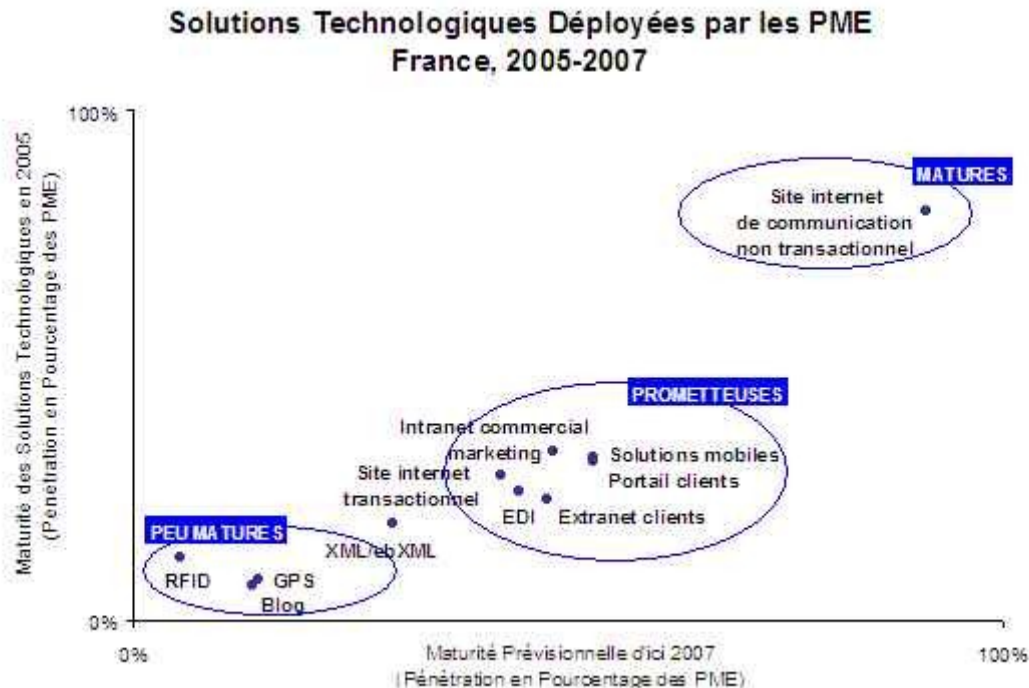 Solutions Technologiques Déployées par les PME
France, 2005-2007
Maturité des Solutions Technologiques en 2005
(Pénétration en Pourcentage des PME)
100%
MATURES
Site internet
de communication
non transactionnel
PROMETTEUSES
Intranet commercial
marketing
Solutions mobiles
Portail clients
Site internet
transactionnel
EDI
Extranet clients
PEU MATURES
XML/ebXML
RFID
GPS
Blog
0%
0%
Maturité Prévisionnelle d'ici 2007
(Pénétration en Pourcentage des PME)
100%